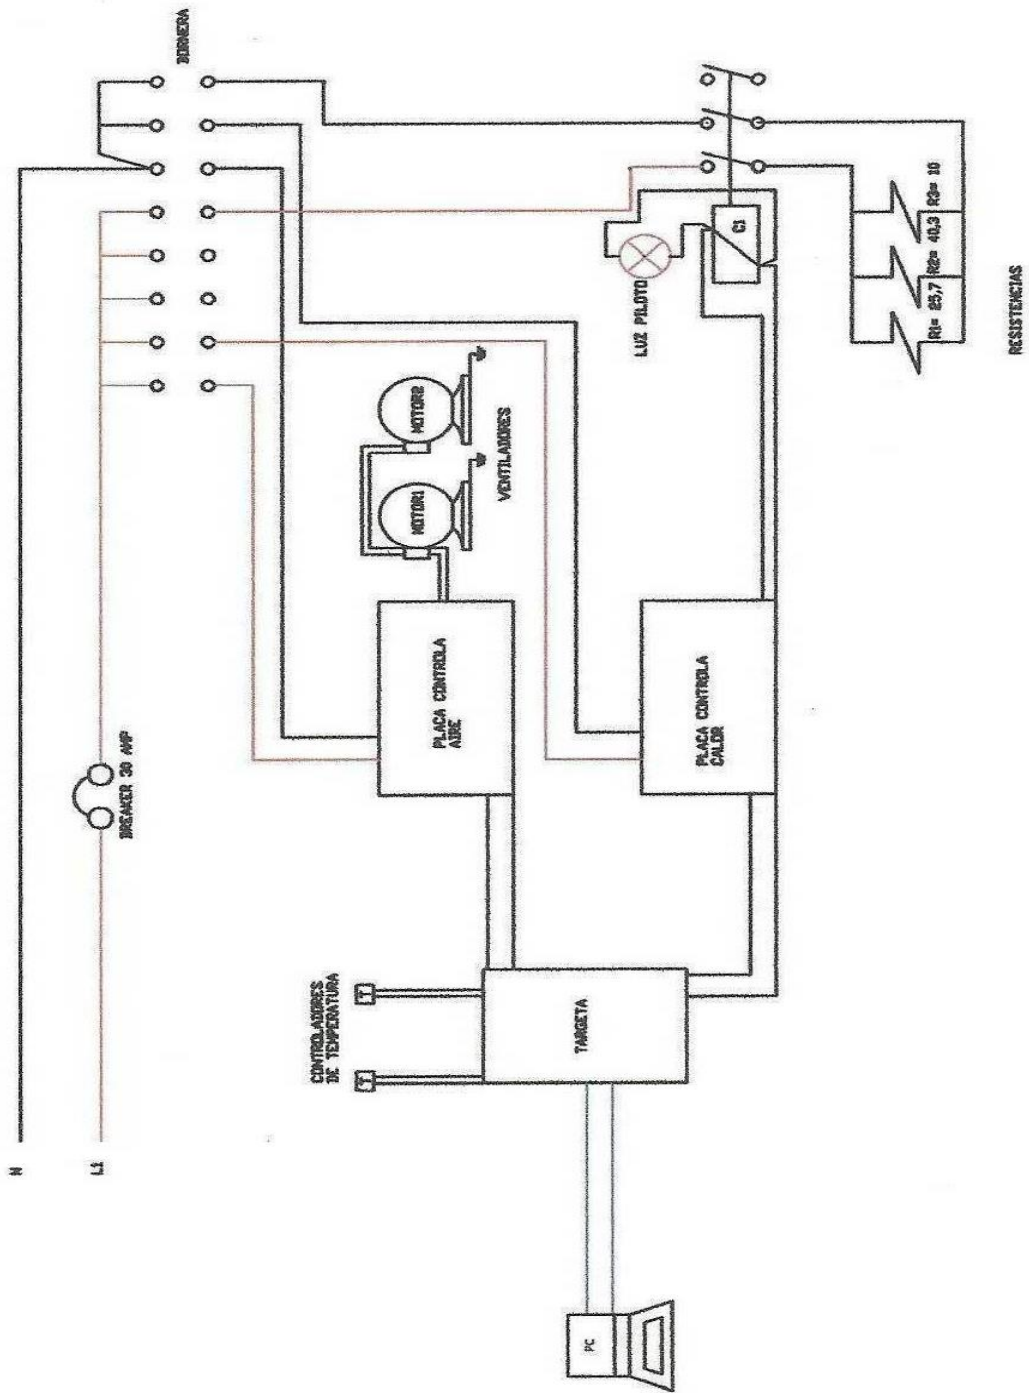 N
L1
BREAKER 30 AMP
BORNERA
CONTROLADORES
DE TEMPERATURA
T
T
PLACA CONTROLA
AIRE
MOTOR1
MOTOR2
VENTILADORES
LUZ PILOTO
C1
PC
TARGETA
PLACA CONTROLA
CALOR
R1= 25,7
R2= 40,3
R3= 10
RESISTENCIAS